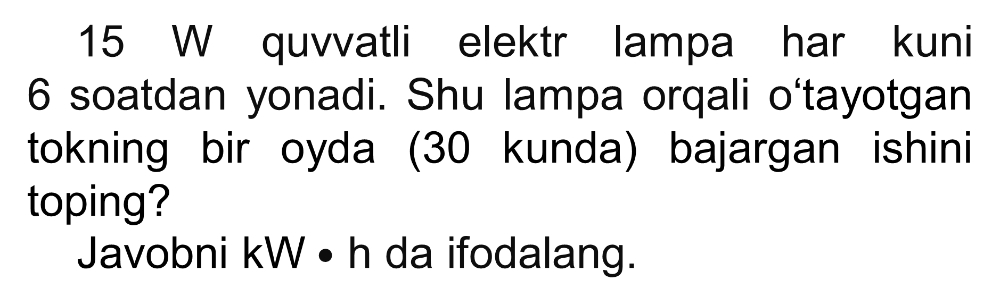 15 W quvvatli elektr lampa har kuni
6 soatdan yonadi. Shu lampa orqali o‘tayotgan
tokning bir oyda (30 kunda) bajargan ishini
toping?
Javobni kW • h da ifodalang.